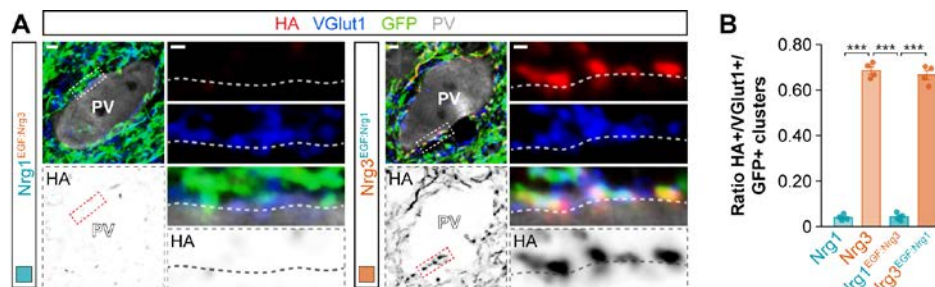 A
HA VGlut1 GFP PV
Nrg1EGF:Nrg3
PV
HA
PV
HA
Nrg3EGF:Nrg1
PV
HA
PV
HA
B
Ratio HA+/VGlut1+/
GFP+ clusters
0.80
0.60
0.40
0.20
0
*** *** ***
Nrg1
Nrg3
Nrg1EGF:Nrg3
Nrg3EGF:Nrg1